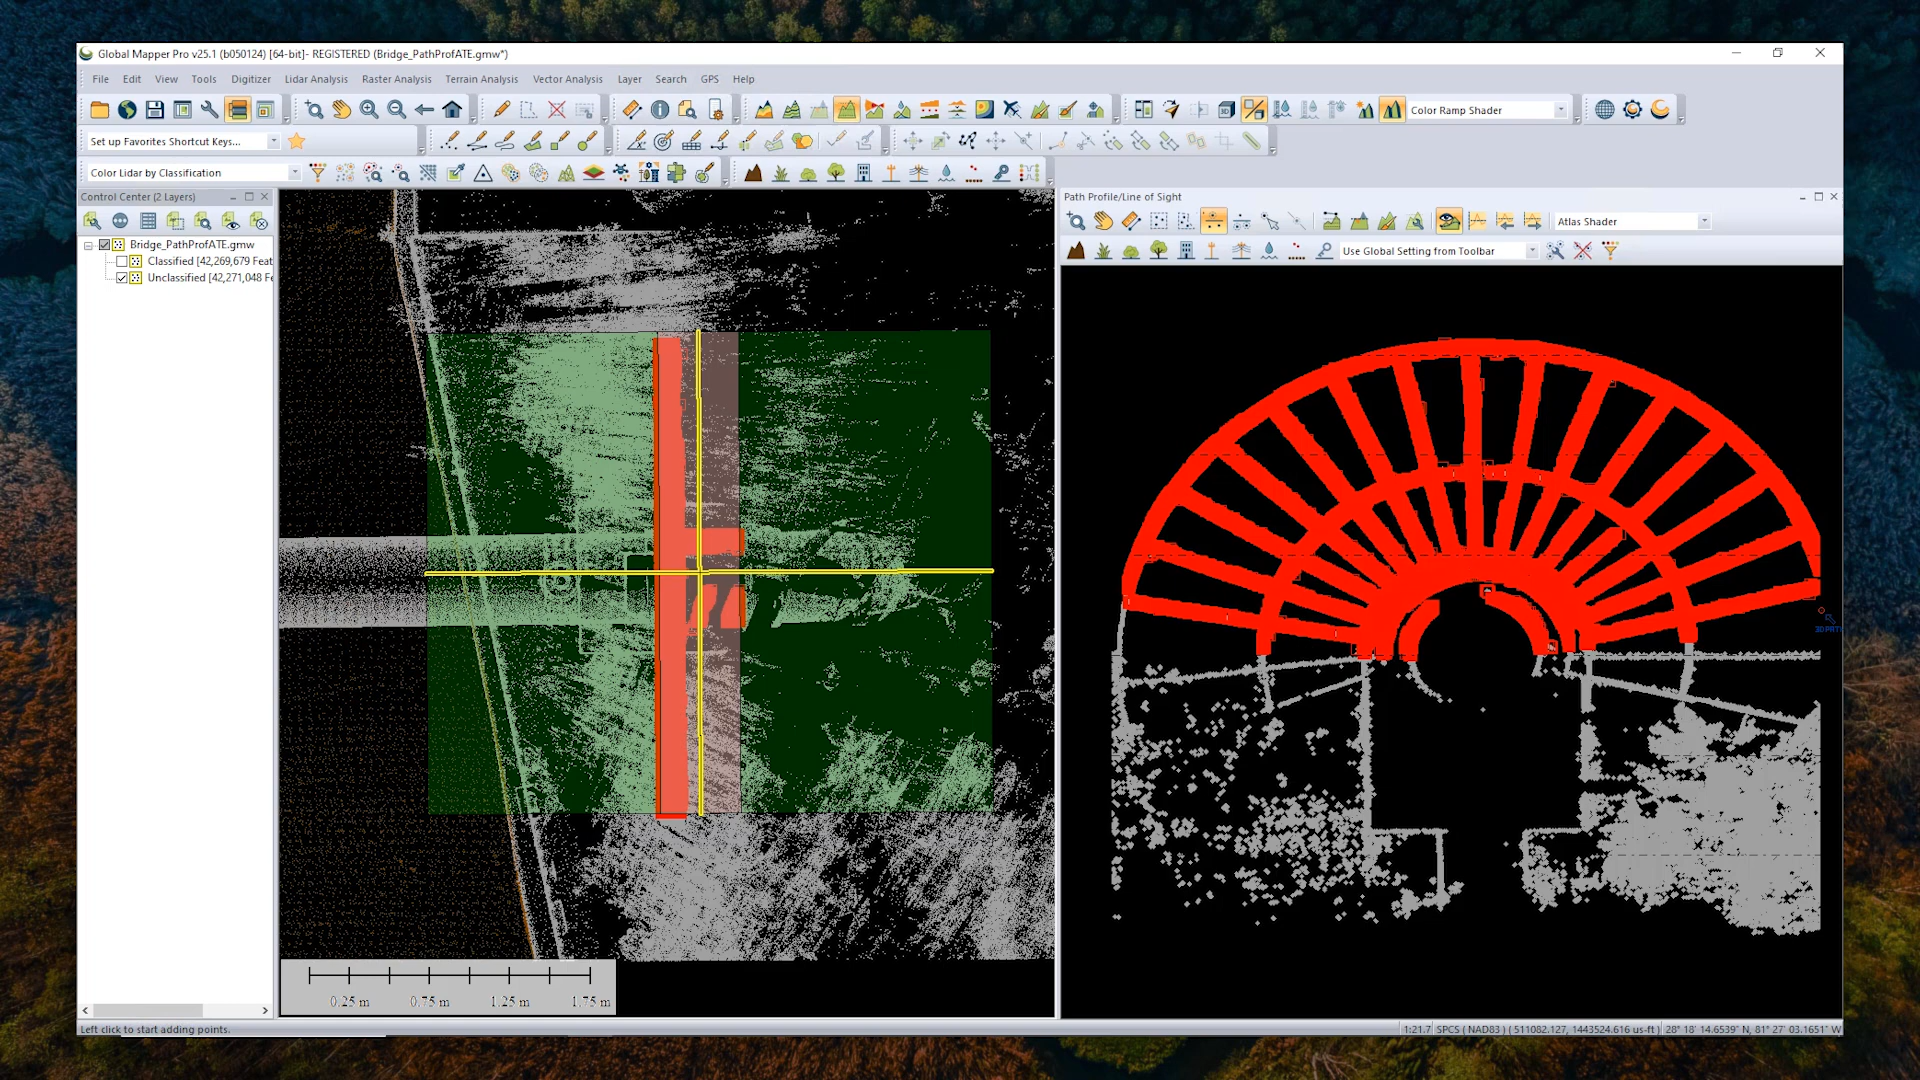 Global Mapper Pro v25.1 (b050124) [64-bit]- REGISTERED (Bridge_PathProfATE.gmw*)
File Edit View Tools Digitizer Lidar Analysis Raster Analysis Terrain Analysis Vector Analysis Layer Search GPS Help
Color Ramp Shader
Set up Favorites Shortcut Keys...
Color Lidar by Classification
Control Center (2 Layers)
Bridge_PathProfATE.gmw
Classified [42,269,679 Feat
Unclassified [42,271,048 Fe
Path Profile/Line of Sight
Atlas Shader
Use Global Setting from Toolbar
0.25 m 0.75 m 1.25 m 1.75 m
Left click to start adding points.
1:21.7 SPCS ( NAD83 ) ( 511082.127, 1443524.616 us-ft ) 28° 18' 14.6539" N, 81° 27' 03.1651" W